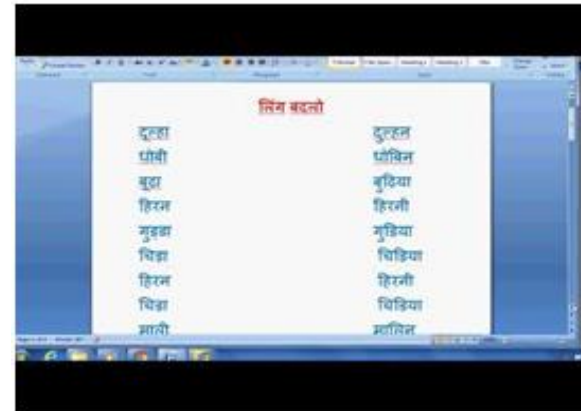 लिंग बदलो
दूल्हा दुल्हन
धोबी धोबिन
बूढ़ा बुढिया
हिरन हिरनी
गुड्डा गुडिया
चिड़ा चिडिया
हिरन हिरनी
चिड़ा चिडिया
माली मालिन